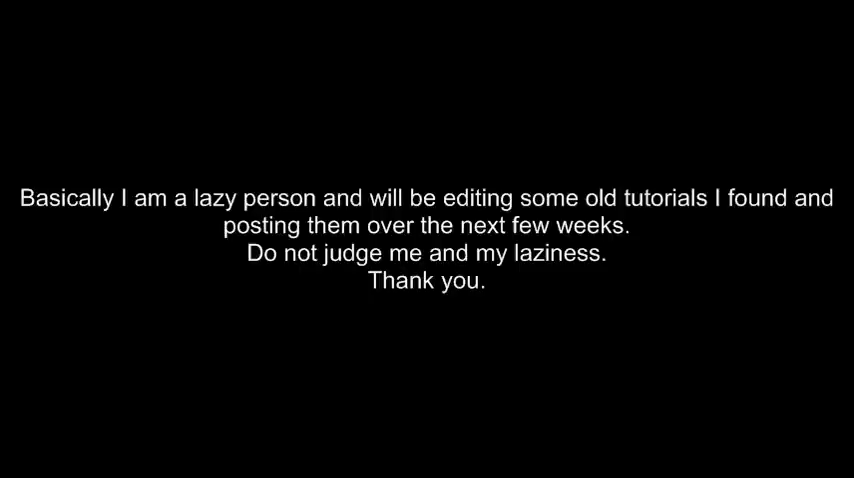 Basically I am a lazy person and will be editing some old tutorials I found and
posting them over the next few weeks.
Do not judge me and my laziness.
Thank you.